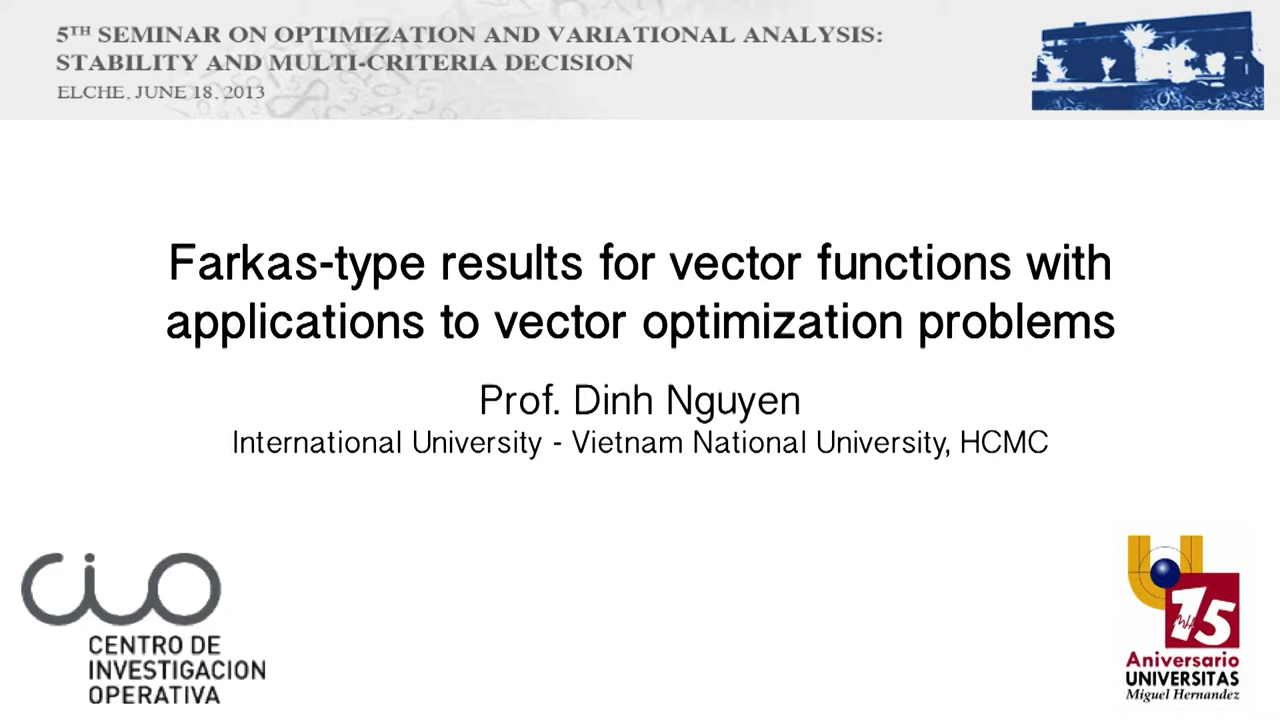 5TH SEMINAR ON OPTIMIZATION AND VARIATIONAL ANALYSIS:
STABILITY AND MULTI-CRITERIA DECISION
ELCHE, JUNE 18, 2013
Farkas-type results for vector functions with
applications to vector optimization problems
Prof. Dinh Nguyen
International University - Vietnam National University, HCMC
cio
CENTRO DE
INVESTIGACION
OPERATIVA
U
15
Aniversario
UNIVERSITAS
Miguel Hernandez